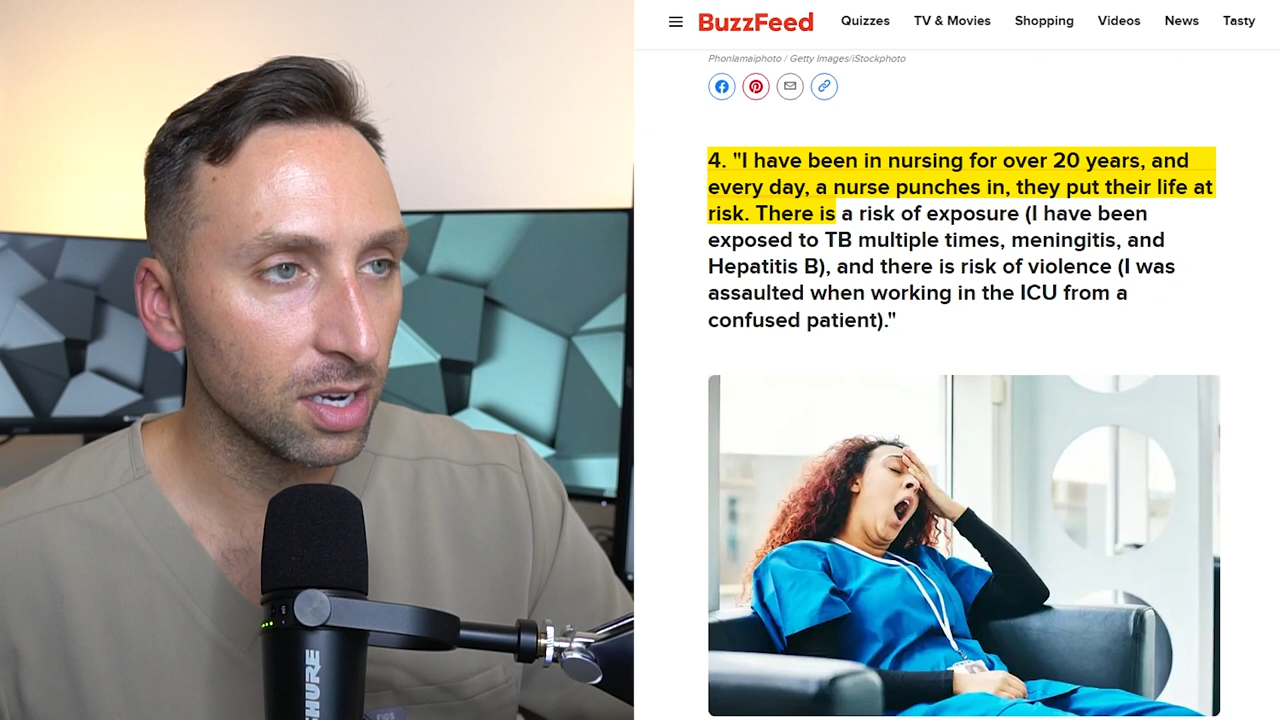 BuzzFeed
Quizzes
TV & Movies
Shopping
Videos
News
Tasty
Phonlamaiphoto / Getty Images/iStockphoto
4. "I have been in nursing for over 20 years, and
every day, a nurse punches in, they put their life at
risk. There is a risk of exposure (I have been
exposed to TB multiple times, meningitis, and
Hepatitis B), and there is risk of violence (I was
assaulted when working in the ICU from a
confused patient)."
SHURE
FIGS